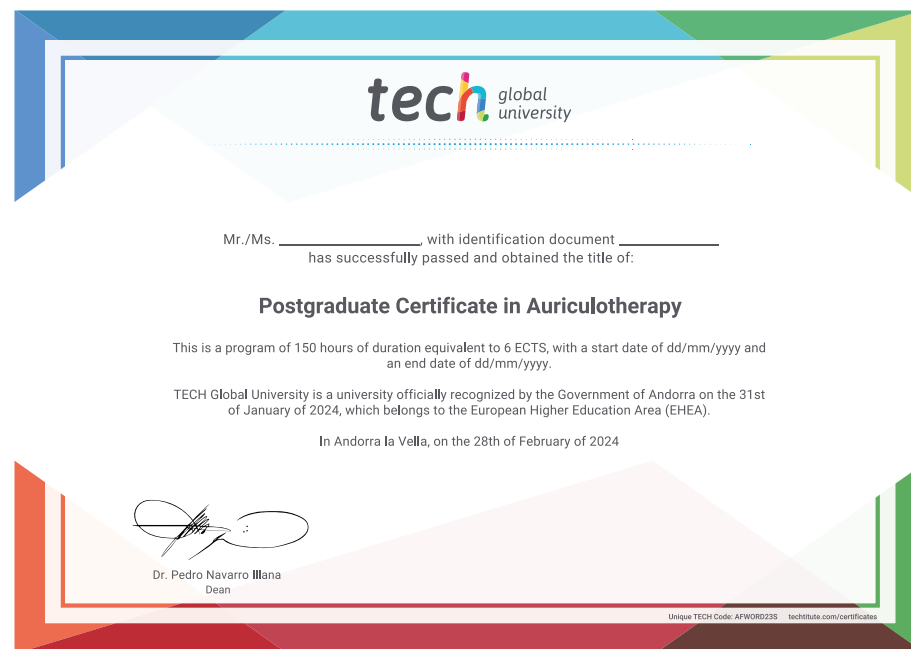 tech global
university
Mr./Ms. ____________, with identification document ____________
has successfully passed and obtained the title of:
Postgraduate Certificate in Auriculotherapy
This is a program of 150 hours of duration equivalent to 6 ECTS, with a start date of dd/mm/yyyy and
an end date of dd/mm/yyyy.
TECH Global University is a university officially recognized by the Government of Andorra on the 31st
of January of 2024, which belongs to the European Higher Education Area (EHEA).
In Andorra la Vella, on the 28th of February of 2024
Dr. Pedro Navarro Illana
Dean
Unique TECH Code: AFWORD23S techtitute.com/certificates